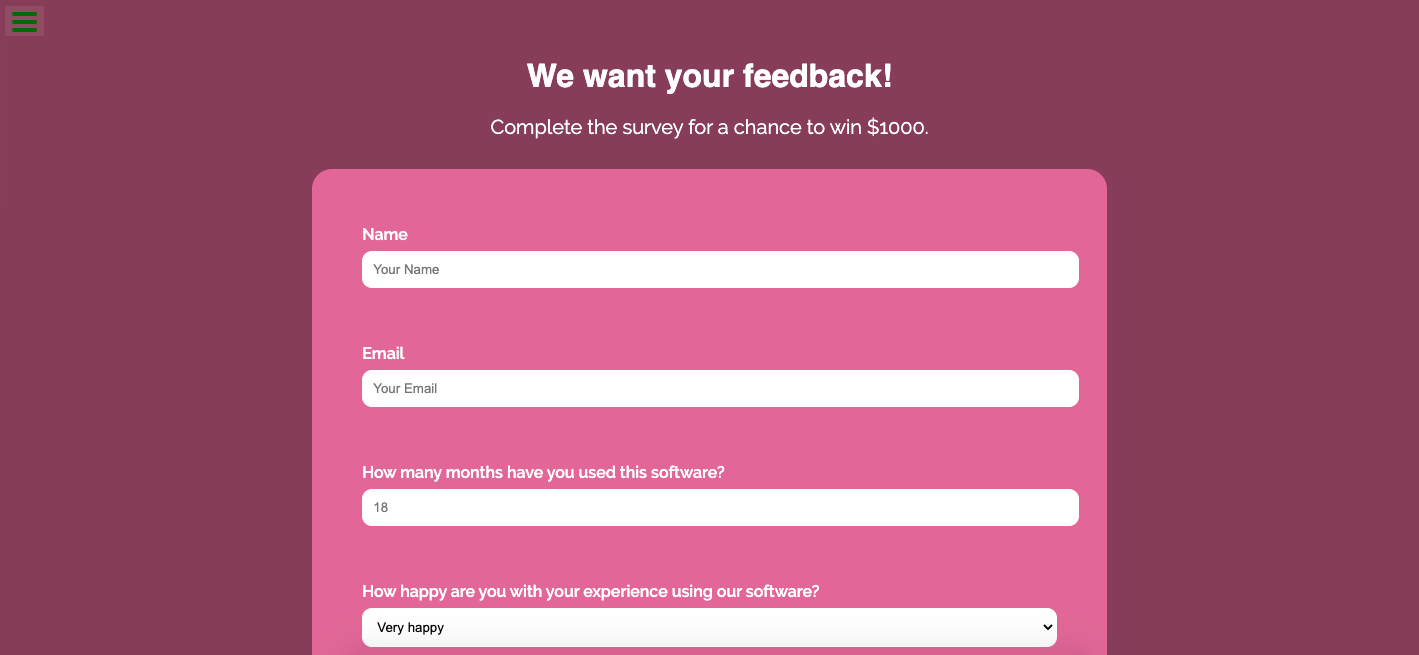 We want your feedback!
Complete the survey for a chance to win $1000.
Name
Your Name
Email
Your Email
How many months have you used this software?
18
How happy are you with your experience using our software?
Very happy